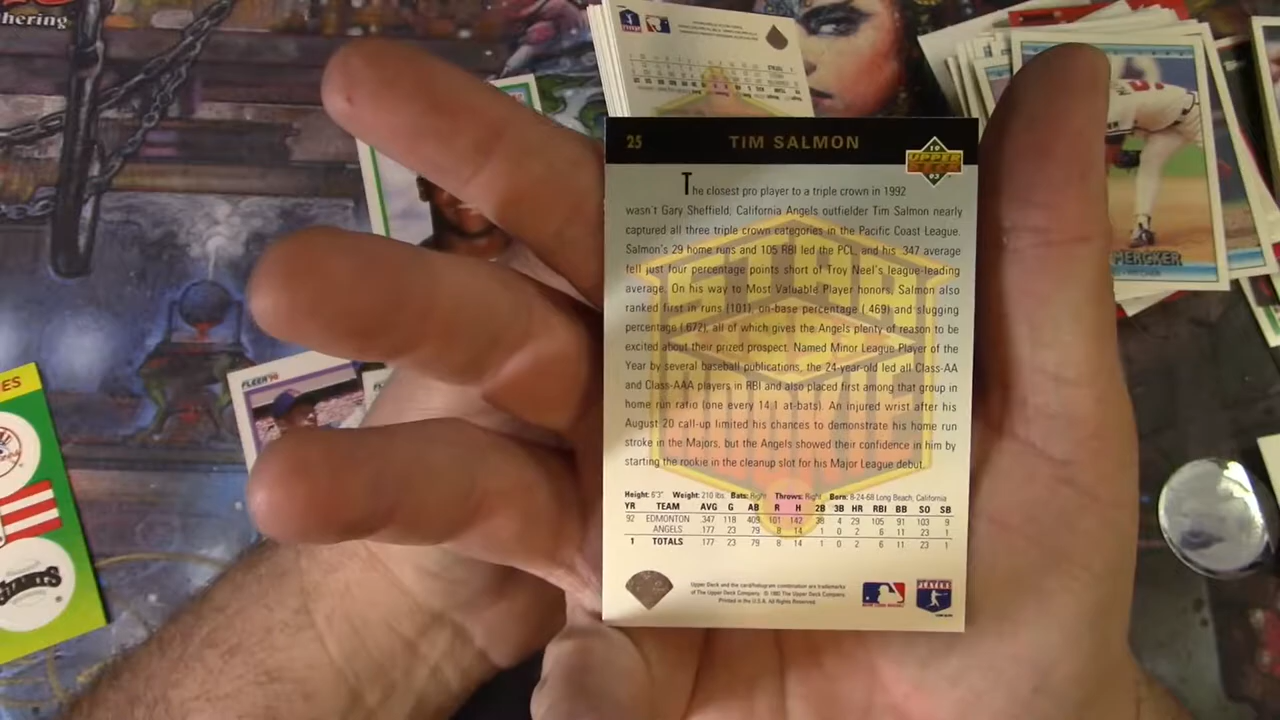 thering
25 TIM SALMON
10 UPPER DECK 93
The closest pro player to a triple crown in 1992
wasn't Gary Sheffield, California Angels outfielder Tim Salmon nearly
captured all three triple crown categories in the Pacific Coast League.
Salmon's 29 home runs and 105 RBI led the PCL, and his .347 average
fell just four percentage points short of Troy Neel's league-leading
average. On his way to Most Valuable Player honors, Salmon also
ranked first in runs (101), on-base percentage (.469) and slugging
percentage (.672), all of which gives the Angels plenty of reason to be
excited about their prized prospect. Named Minor League Player of the
Year by several baseball publications, the 24-year-old led all Class-AA
and Class-AAA players in RBI and also placed first among that group in
home run ratio (one every 14.1 at-bats). An injured wrist after his
August 20 call-up limited his chances to demonstrate his home run
stroke in the Majors, but the Angels showed their confidence in him by
starting the rookie in the cleanup slot for his Major League debut.
Height: 6'3" Weight: 210 lbs. Bats: Right Throws: Right Born: 8-24-68 Long Beach, California
YR TEAM AVG G AB R H 2B 3B HR RBI BB SO SB
92 EDMONTON .347 118 409 101 142 38 4 29 105 91 103 9
ANGELS .177 23 79 8 14 1 0 2 6 11 23 1
1 TOTALS .177 23 79 8 14 1 0 2 6 11 23 1
Upper Deck and the card/hologram combination are trademarks
of The Upper Deck Company. © 1992 The Upper Deck Company
Printed in the U.S.A. All Rights Reserved.
PLAYERS
MERCKER
FLEER '90
ES